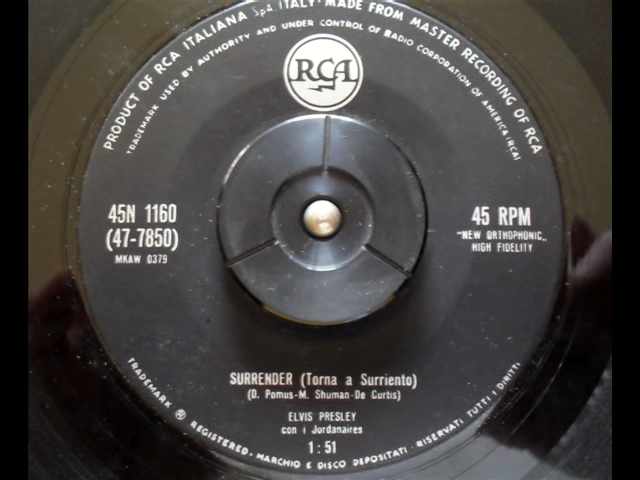 PRODUCT OF RCA ITALIANA SpA, ITALY· MADE FROM MASTER RECORDING OF RCA
TRADEMARK USED BY AUTHORITY AND UNDER CONTROL OF RADIO CORPORATION OF AMERICA (RCA)
RCA
45N 1160
(47-7850)
MKAW 0379
45 RPM
"NEW ORTHOPHONIC„
HIGH FIDELITY
SURRENDER (Torna a Surriento)
(D. Pomus-M. Shuman-De Curtis)
ELVIS PRESLEY
con i Jordanaires
1:51
TRADEMARK ® REGISTERED - MARCHIO E DISCO DEPOSITATI - RISERVATI TUTTI I DIRITTI